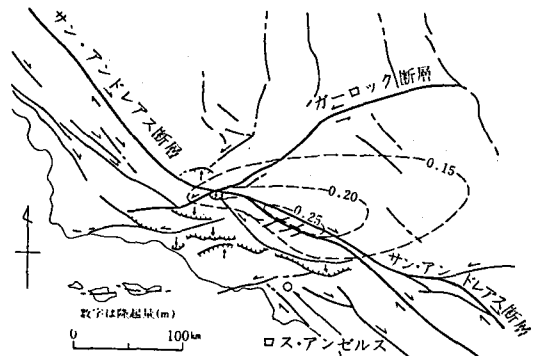 サン・アンドレアス断層
ガーロック断層
0.15
0.20
0.25
サン・アンドレアス断層
数字は隆起量(m)
0 100km
ロス・アンゼルス